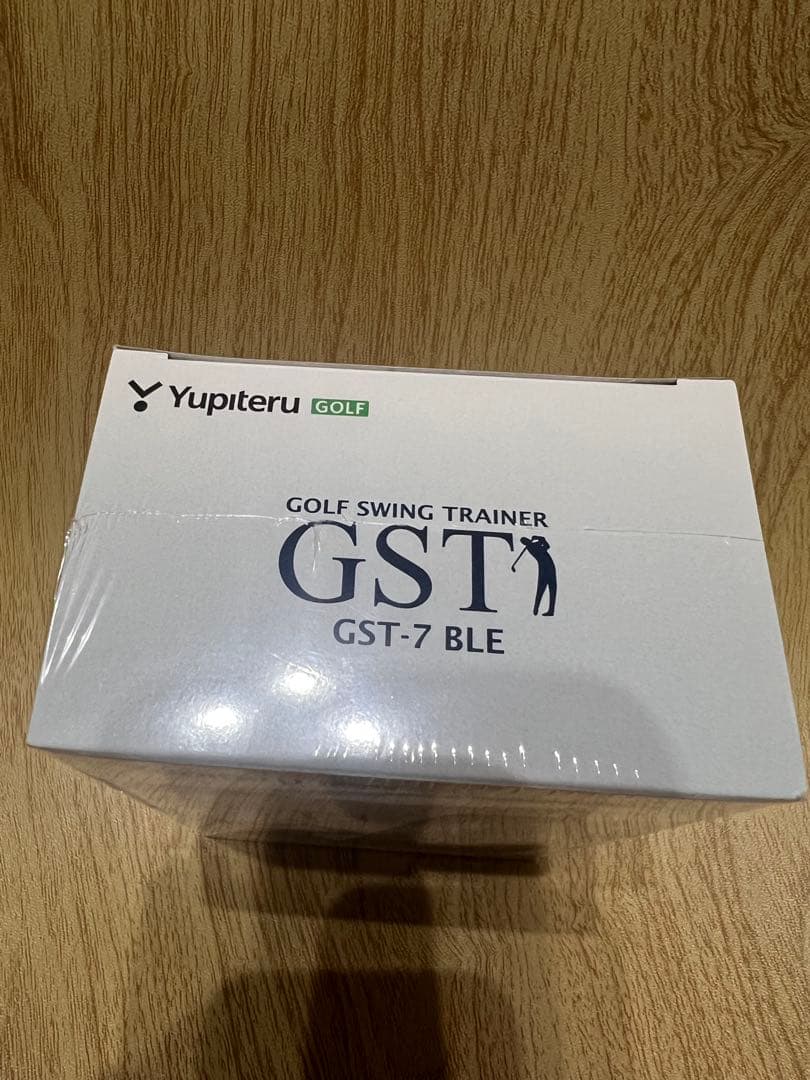 Yupiteru GOLF
GOLF SWING TRAINER
GST
GST-7 BLE